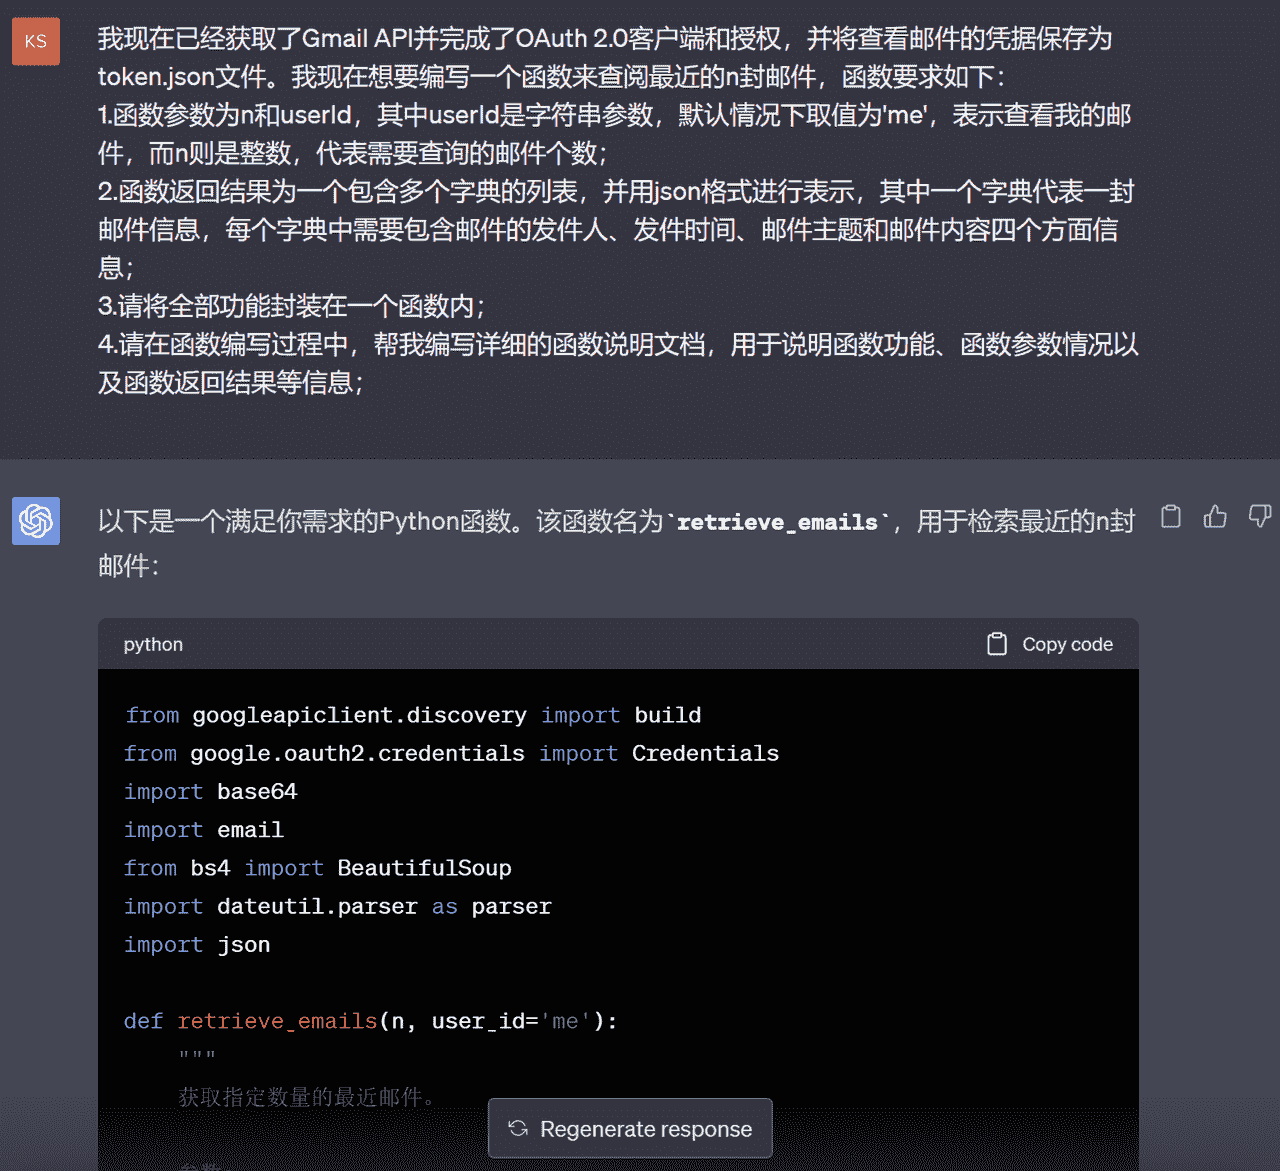 KS
我现在已经获取了Gmail API并完成了OAuth 2.0客户端和授权，并将查看邮件的凭据保存为
token.json文件。我现在想要编写一个函数来查阅最近的n封邮件，函数要求如下：
1.函数参数为n和userId，其中userId是字符串参数，默认情况下取值为'me'，表示查看我的邮
件，而n则是整数，代表需要查询的邮件个数；
2.函数返回结果为一个包含多个字典的列表，并用json格式进行表示，其中一个字典代表一封
邮件信息，每个字典中需要包含邮件的发件人、发件时间、邮件主题和邮件内容四个方面信
息；
3.请将全部功能封装在一个函数内；
4.请在函数编写过程中，帮我编写详细的函数说明文档，用于说明函数功能、函数参数情况以
及函数返回结果等信息；
以下是一个满足你需求的Python函数。该函数名为`retrieve_emails`，用于检索最近的n封
邮件：
python Copy code
from googleapiclient.discovery import build
from google.oauth2.credentials import Credentials
import base64
import email
from bs4 import BeautifulSoup
import dateutil.parser as parser
import json
def retrieve_emails(n, user_id='me'):
"""
获取指定数量的最近邮件。
Regenerate response